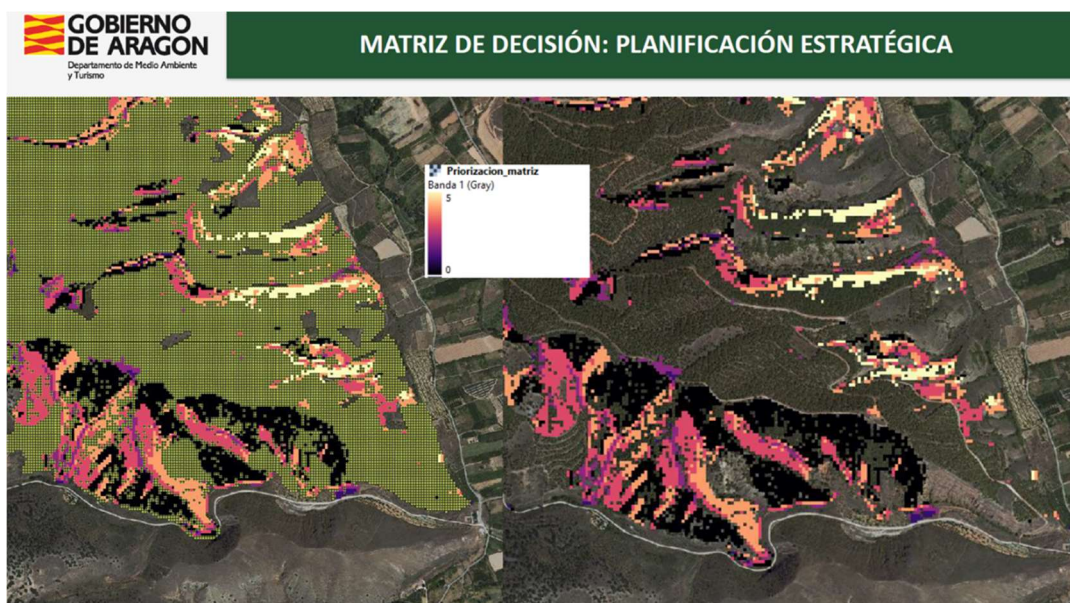 GOBIERNO
DE ARAGON
Departamento de Medio Ambiente
y Turismo
MATRIZ DE DECISIÓN: PLANIFICACIÓN ESTRATÉGICA
Priorizacion_matriz
Banda 1 (Gray)
5
0